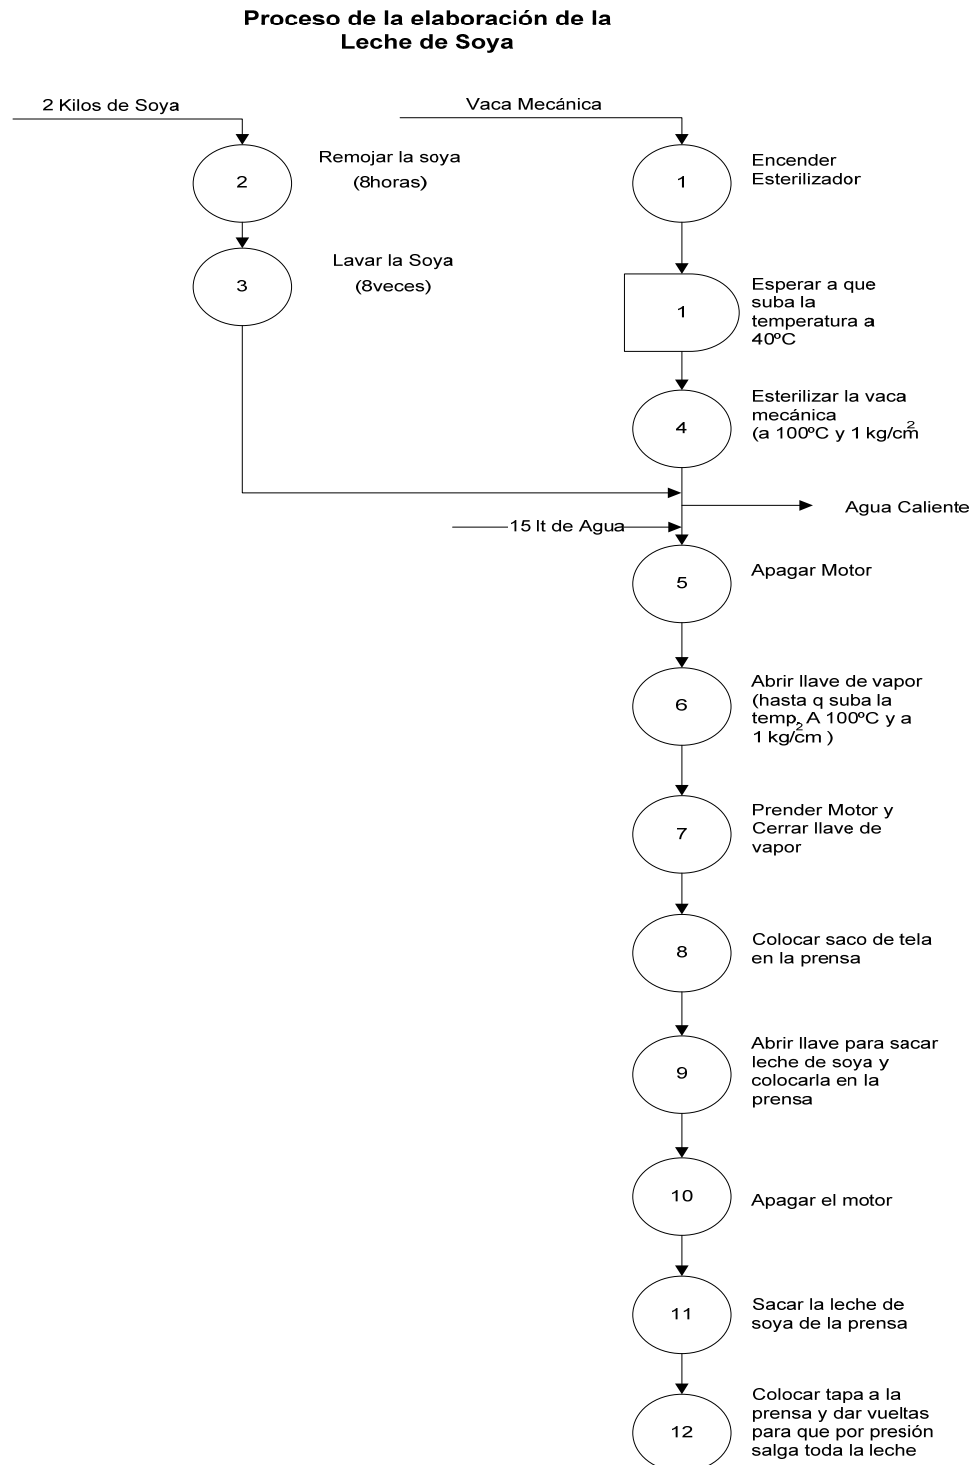 Proceso de la elaboración de la
Leche de Soya
2 Kilos de Soya
Vaca Mecánica
2
Remojar la soya
(8horas)
1
Encender
Esterilizador
3
Lavar la Soya
(8veces)
1
Esperar a que
suba la
temperatura a
40ºC
4
Esterilizar la vaca
mecánica
(a 100ºC y 1 kg/cm²
Agua Caliente
15 lt de Agua
5
Apagar Motor
6
Abrir llave de vapor
(hasta q suba la
temp. A 100ºC y a
1 kg/cm² )
7
Prender Motor y
Cerrar llave de
vapor
8
Colocar saco de tela
en la prensa
9
Abrir llave para sacar
leche de soya y
colocarla en la
prensa
10
Apagar el motor
11
Sacar la leche de
soya de la prensa
12
Colocar tapa a la
prensa y dar vueltas
para que por presión
salga toda la leche